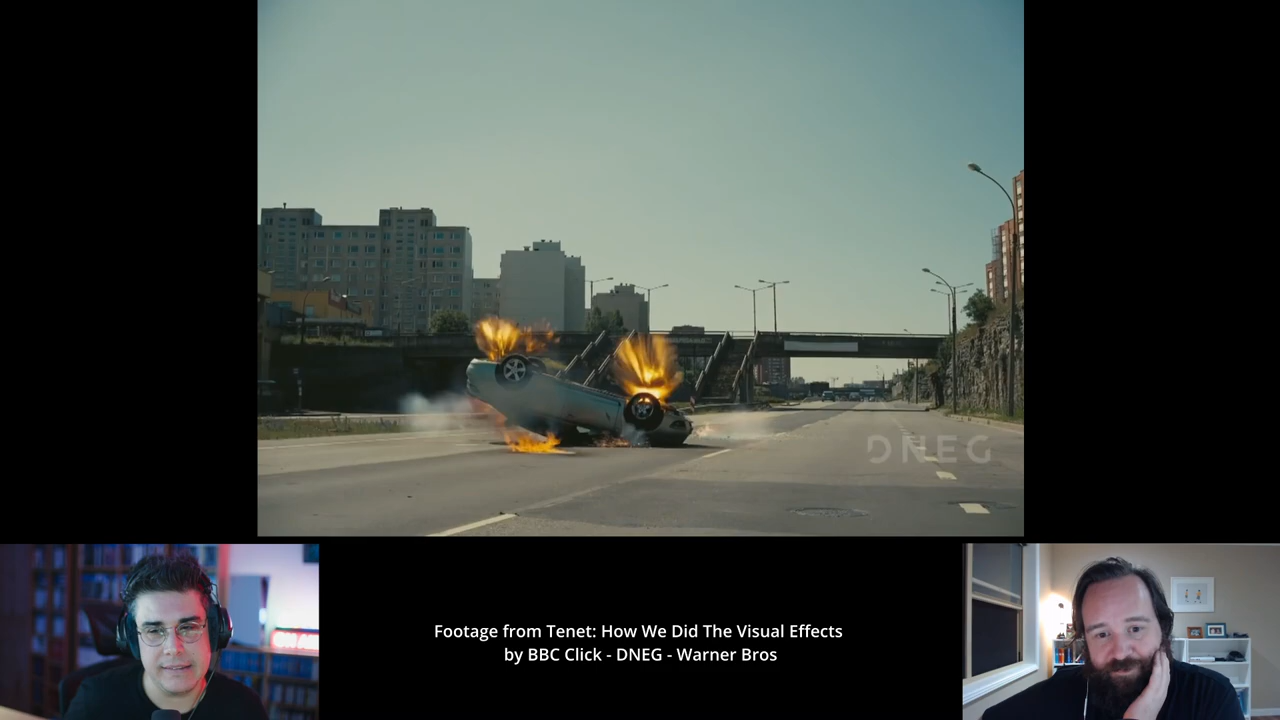 DNEG
Footage from Tenet: How We Did The Visual Effects
by BBC Click - DNEG - Warner Bros